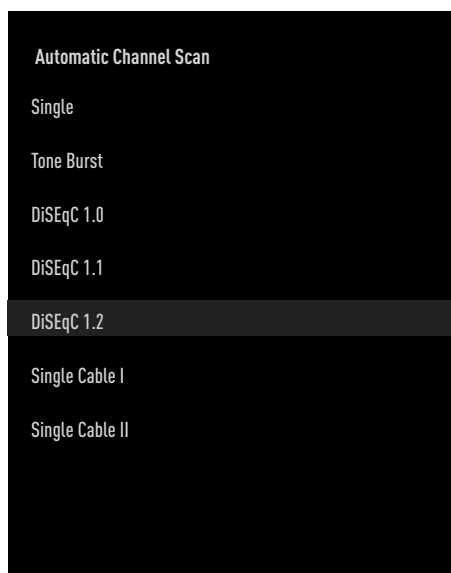 Automatic Channel Scan
Single
Tone Burst
DiSEqC 1.0
DiSEqC 1.1
DiSEqC 1.2
Single Cable I
Single Cable II